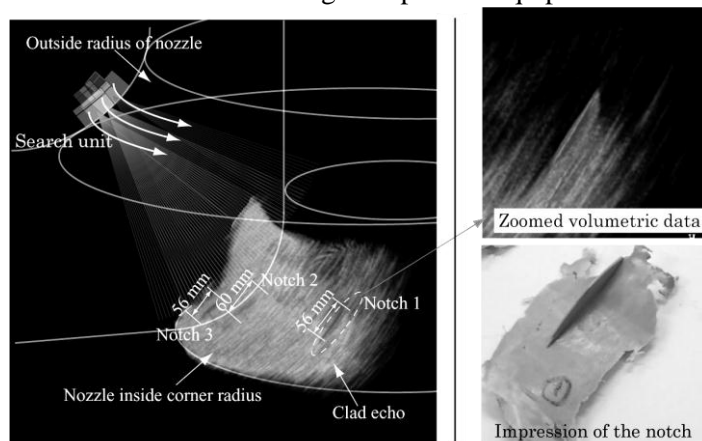 Outside radius of nozzle
Search unit
56 mm
60 mm
Notch 2
Notch 1
56 mm
Notch 3
Nozzle inside corner radius
Clad echo
Zoomed volumetric data
Impression of the notch